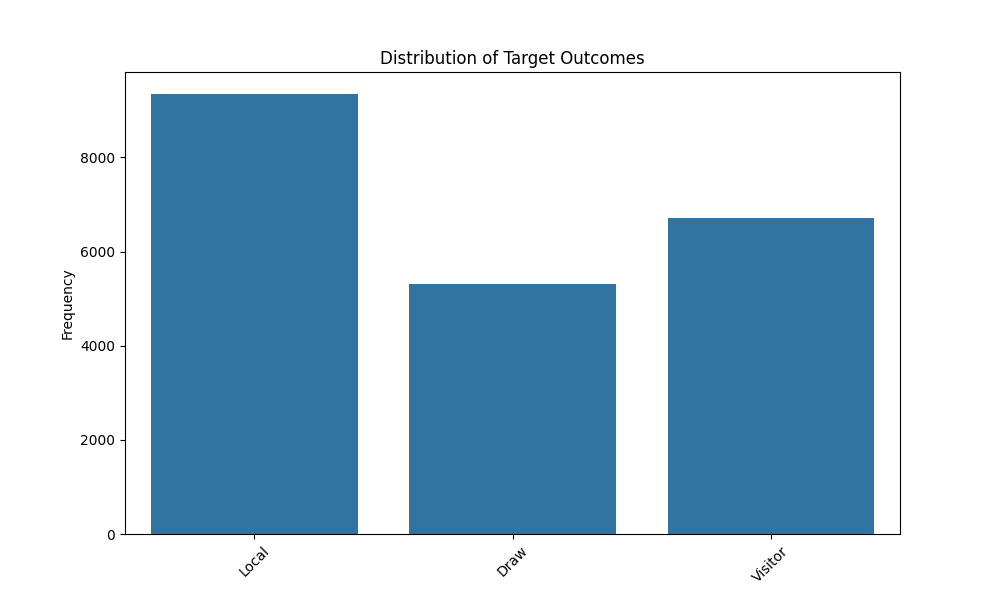 Distribution of Target Outcomes
Frequency
8000
6000
4000
2000
0
Local
Draw
Visitor